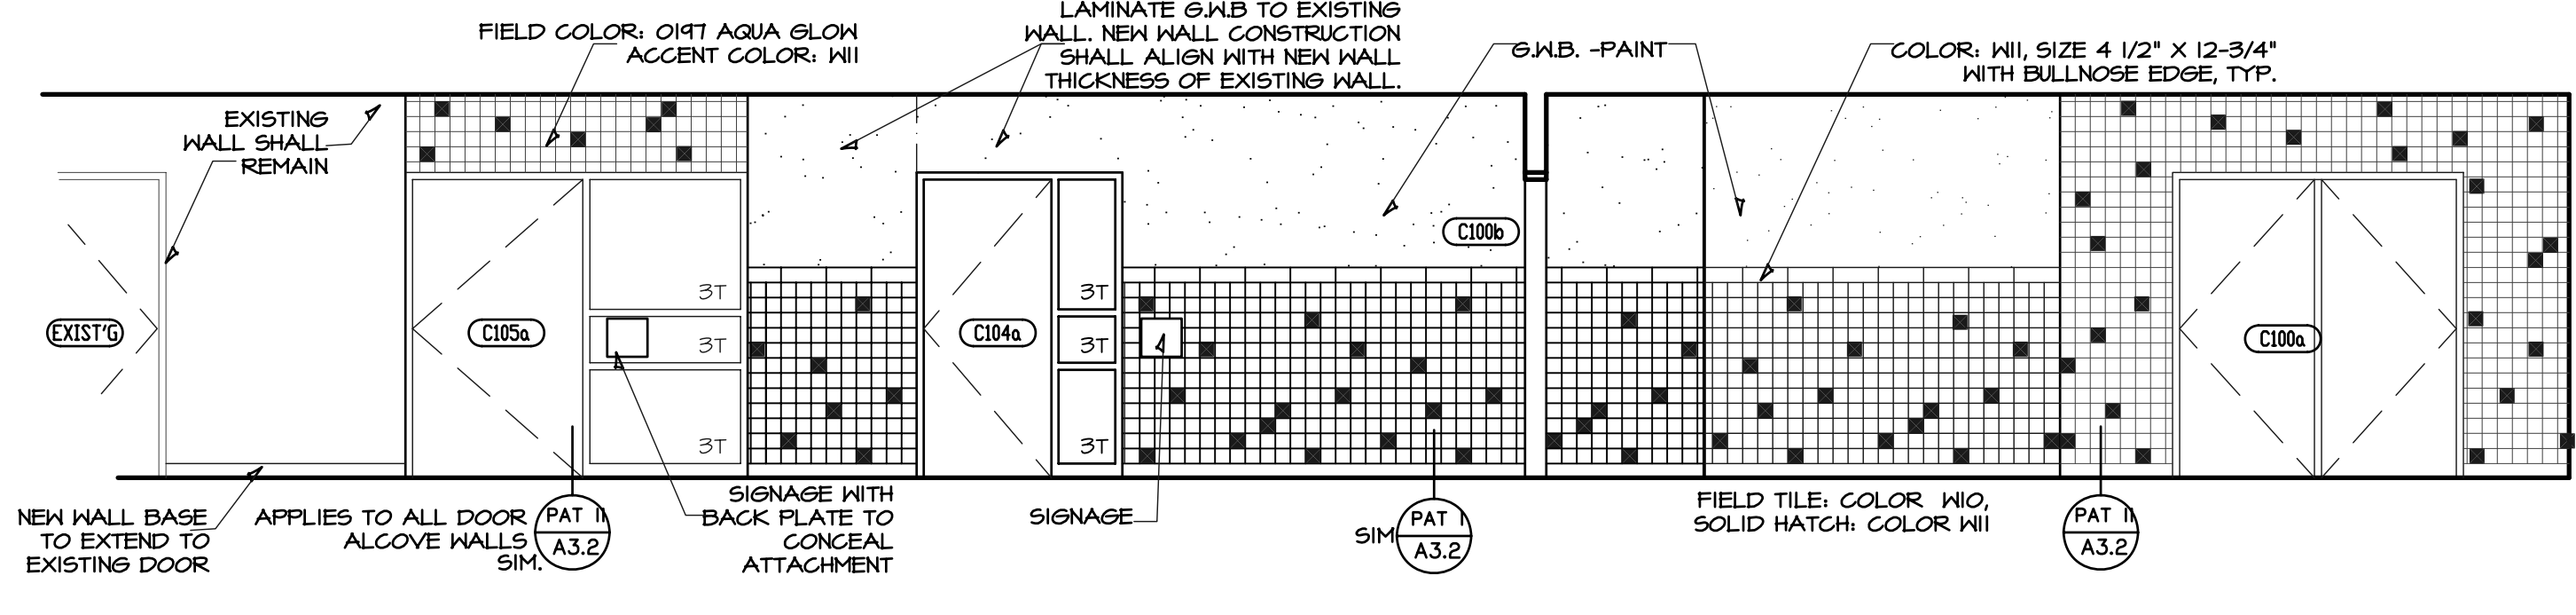 FIELD COLOR: 0197 AQUA GLOW
ACCENT COLOR: W11
LAMINATE G.W.B TO EXISTING
WALL. NEW WALL CONSTRUCTION
SHALL ALIGN WITH NEW WALL
THICKNESS OF EXISTING WALL.
G.W.B. -PAINT
COLOR: W11, SIZE 4 1/2" X 12-3/4"
WITH BULLNOSE EDGE, TYP.
EXISTING
WALL SHALL
REMAIN
EXIST'G
C105a
3T
3T
3T
C104a
3T
3T
3T
C100b
C100a
NEW WALL BASE
TO EXTEND TO
EXISTING DOOR
APPLIES TO ALL DOOR
ALCOVE WALLS
SIM.
PAT II
A3.2
SIGNAGE WITH
BACK PLATE TO
CONCEAL
ATTACHMENT
SIGNAGE
SIM
PAT I
A3.2
FIELD TILE: COLOR W10,
SOLID HATCH: COLOR W11
PAT II
A3.2